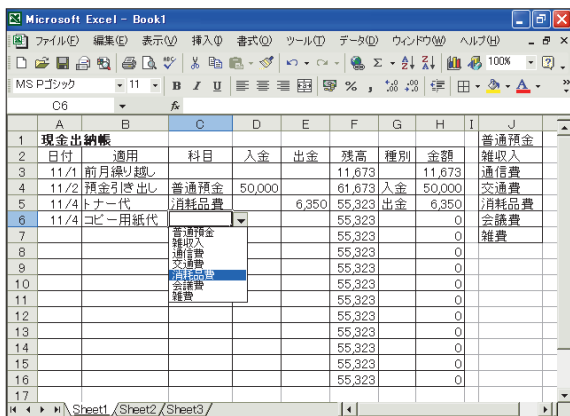 Microsoft Excel - Book1
ファイル(F) 編集(E) 表示(V) 挿入(I) 書式(O) ツール(T) データ(D) ウィンドウ(W) ヘルプ(H)
100%
MS Pゴシック 11 B I U % ,
C6 fx
A B C D E F G H I J
1 現金出納帳 普通預金
2 日付 適用 科目 入金 出金 残高 種別 金額 雑収入
3 11/1 前月繰り越し 11,673 11,673 通信費
4 11/2 預金引き出し 普通預金 50,000 61,673 入金 50,000 交通費
5 11/4 トナー代 消耗品費 6,350 55,323 出金 6,350 消耗品費
6 11/4 コピー用紙代 55,323 0 会議費
7 55,323 0 雑費
普通預金
雑収入
通信費
交通費
消耗品費
会議費
雑費
8 55,323 0
9 55,323 0
10 55,323 0
11 55,323 0
12 55,323 0
13 55,323 0
14 55,323 0
15 55,323 0
16 55,323 0
17
Sheet1 Sheet2 Sheet3